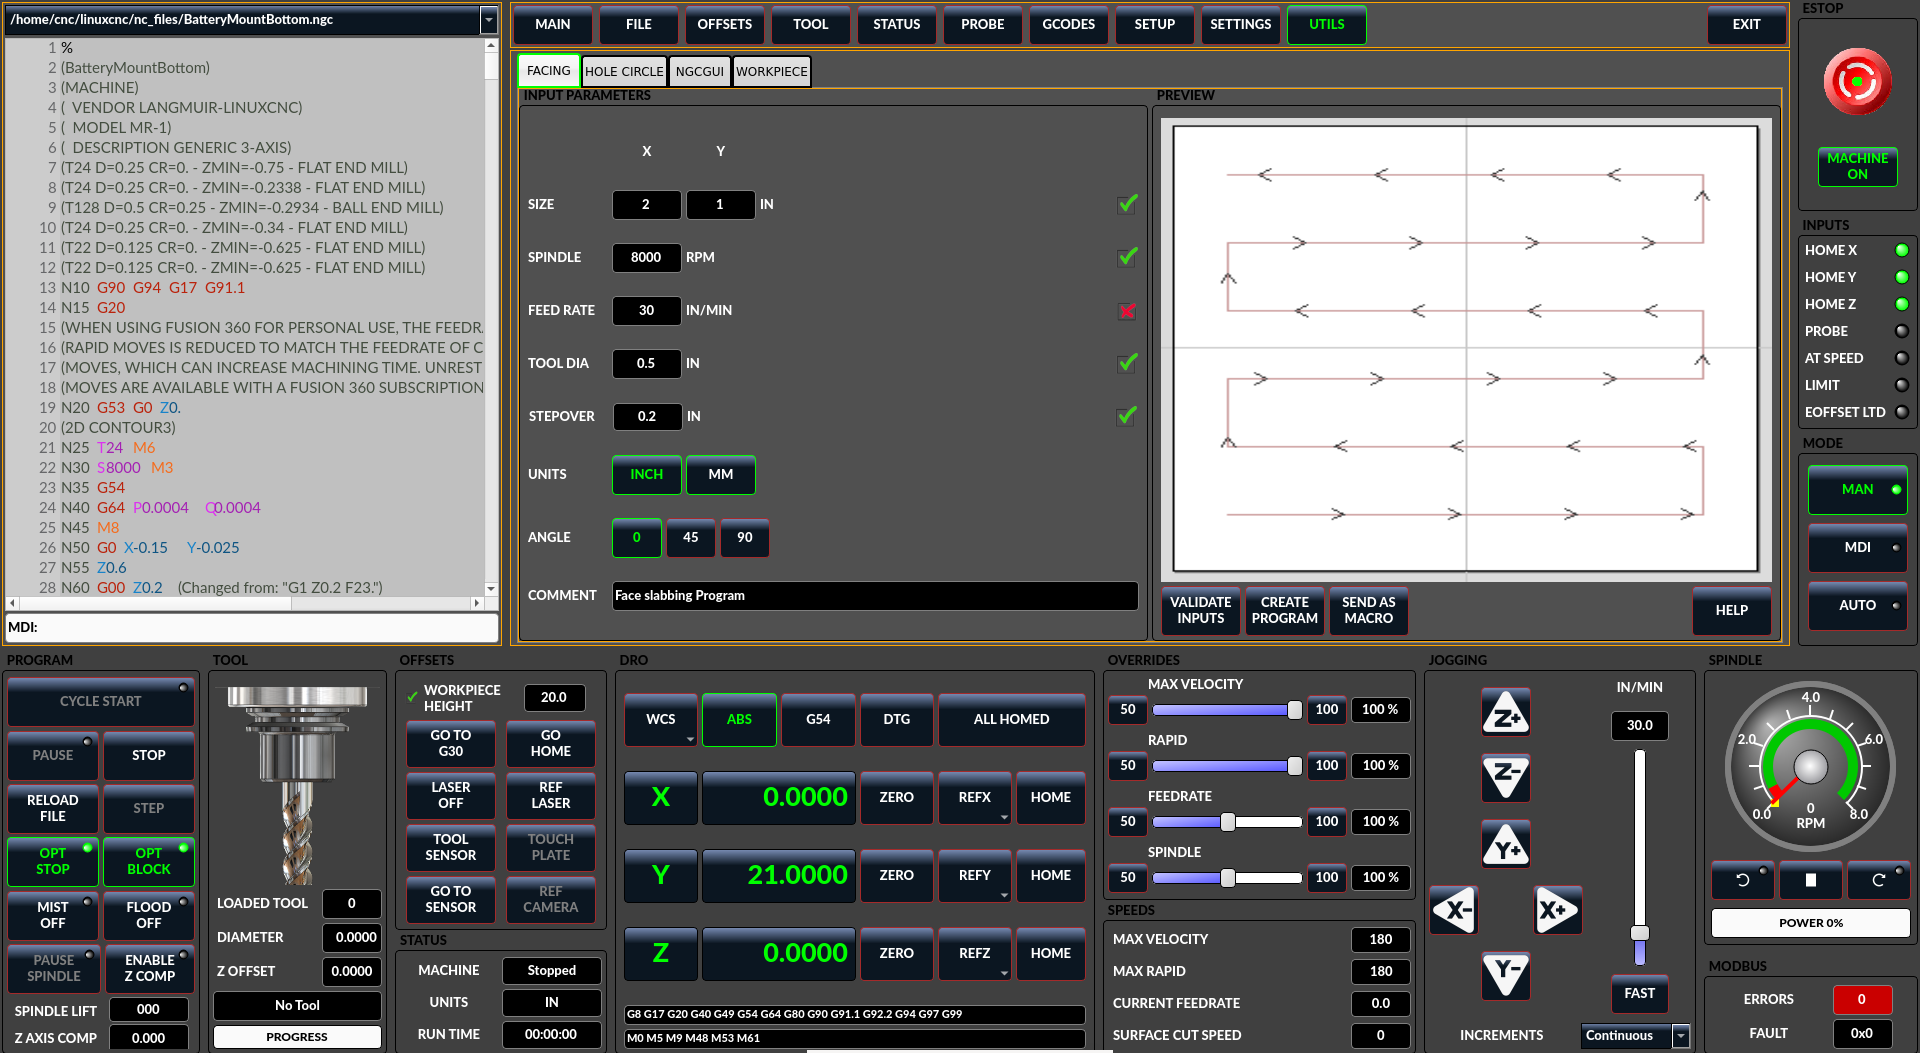 /home/cnc/linuxcnc/nc_files/BatteryMountBottom.ngc
1 %
2 (BatteryMountBottom)
3 (MACHINE)
4 (  VENDOR LANGMUIR-LINUXCNC)
5 (  MODEL MR-1)
6 (  DESCRIPTION GENERIC 3-AXIS)
7 (T24 D=0.25 CR=0. - ZMIN=-0.75 - FLAT END MILL)
8 (T24 D=0.25 CR=0. - ZMIN=-0.2338 - FLAT END MILL)
9 (T128 D=0.5 CR=0.25 - ZMIN=-0.2934 - BALL END MILL)
10 (T24 D=0.25 CR=0. - ZMIN=-0.34 - FLAT END MILL)
11 (T22 D=0.125 CR=0. - ZMIN=-0.625 - FLAT END MILL)
12 (T22 D=0.125 CR=0. - ZMIN=-0.625 - FLAT END MILL)
13 N10 G90 G94 G17 G91.1
14 N15 G20
15 (WHEN USING FUSION 360 FOR PERSONAL USE, THE FEEDR
16 (RAPID MOVES IS REDUCED TO MATCH THE FEEDRATE OF C
17 (MOVES, WHICH CAN INCREASE MACHINING TIME. UNREST
18 (MOVES ARE AVAILABLE WITH A FUSION 360 SUBSCRIPTION
19 N20 G53 G0 Z0.
20 (2D CONTOUR3)
21 N25 T24 M6
22 N30 S8000 M3
23 N35 G54
24 N40 G64 P0.0004 Q0.0004
25 N45 M8
26 N50 G0 X-0.15 Y-0.025
27 N55 Z0.6
28 N60 G00 Z0.2 (Changed from: "G1 Z0.2 F23.")
MDI:
MAIN FILE OFFSETS TOOL STATUS PROBE GCODES SETUP SETTINGS UTILS EXIT
FACING HOLE CIRCLE NGCGUI WORKPIECE
INPUT PARAMETERS
X Y
SIZE 2 1 IN
SPINDLE 8000 RPM
FEED RATE 30 IN/MIN
TOOL DIA 0.5 IN
STEPOVER 0.2 IN
UNITS INCH MM
ANGLE 0 45 90
COMMENT Face slabbing Program
PREVIEW
VALIDATE INPUTS
CREATE PROGRAM
SEND AS MACRO
HELP
ESTOP
MACHINE ON
INPUTS
HOME X
HOME Y
HOME Z
PROBE
AT SPEED
LIMIT
EOFFSET LTD
MODE
MAN
MDI
AUTO
PROGRAM
CYCLE START
PAUSE STOP
RELOAD FILE STEP
OPT STOP OPT BLOCK
MIST OFF FLOOD OFF
PAUSE SPINDLE ENABLE Z COMP
SPINDLE LIFT 000
Z AXIS COMP 0.000
TOOL
LOADED TOOL 0
DIAMETER 0.0000
Z OFFSET 0.0000
No Tool
PROGRESS
OFFSETS
WORKPIECE HEIGHT 20.0
GO TO G30 GO HOME
LASER OFF REF LASER
TOOL SENSOR TOUCH PLATE
GO TO SENSOR REF CAMERA
STATUS
MACHINE Stopped
UNITS IN
RUN TIME 00:00:00
DRO
WCS ABS G54 DTG ALL HOMED
X 0.0000 ZERO REFX HOME
Y 21.0000 ZERO REFY HOME
Z 0.0000 ZERO REFZ HOME
G8 G17 G20 G40 G49 G54 G64 G80 G90 G91.1 G92.2 G94 G97 G99
M0 M5 M9 M48 M53 M61
OVERRIDES
MAX VELOCITY
50 100 100 %
RAPID
50 100 100 %
FEEDRATE
50 100 100 %
SPINDLE
50 100 100 %
SPEEDS
MAX VELOCITY 180
MAX RAPID 180
CURRENT FEEDRATE 0.0
SURFACE CUT SPEED 0
JOGGING
IN/MIN
30.0
Z+
Z-
Y+
X- X+
Y-
FAST
INCREMENTS Continuous
SPINDLE
4.0
2.0 6.0
0.0 0 8.0
RPM
POWER 0%
MODBUS
ERRORS 0
FAULT 0x0